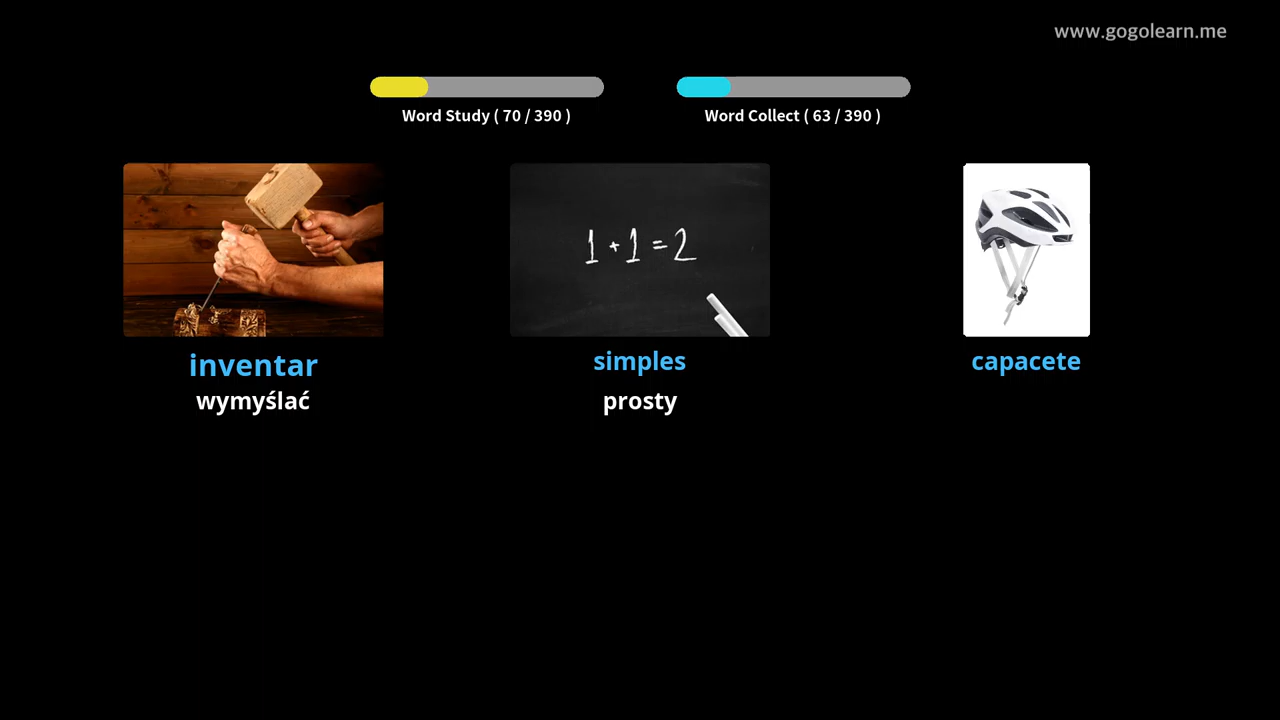 www.gogolearn.me
Word Study ( 70 / 390 )
Word Collect ( 63 / 390 )
1 + 1 = 2
inventar
wymyślać
simples
prosty
capacete